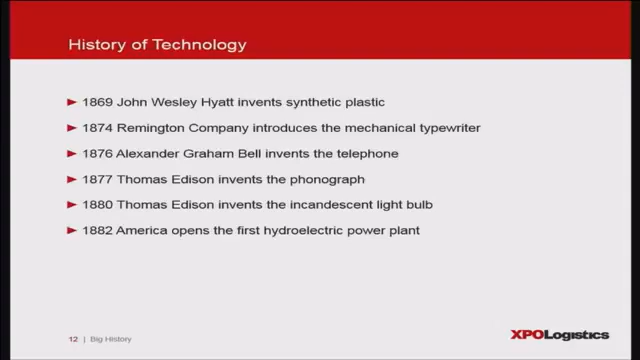 History of Technology
1869 John Wesley Hyatt invents synthetic plastic
1874 Remington Company introduces the mechanical typewriter
1876 Alexander Graham Bell invents the telephone
1877 Thomas Edison invents the phonograph
1880 Thomas Edison invents the incandescent light bulb
1882 America opens the first hydroelectric power plant
12 | Big History
XPOLogistics